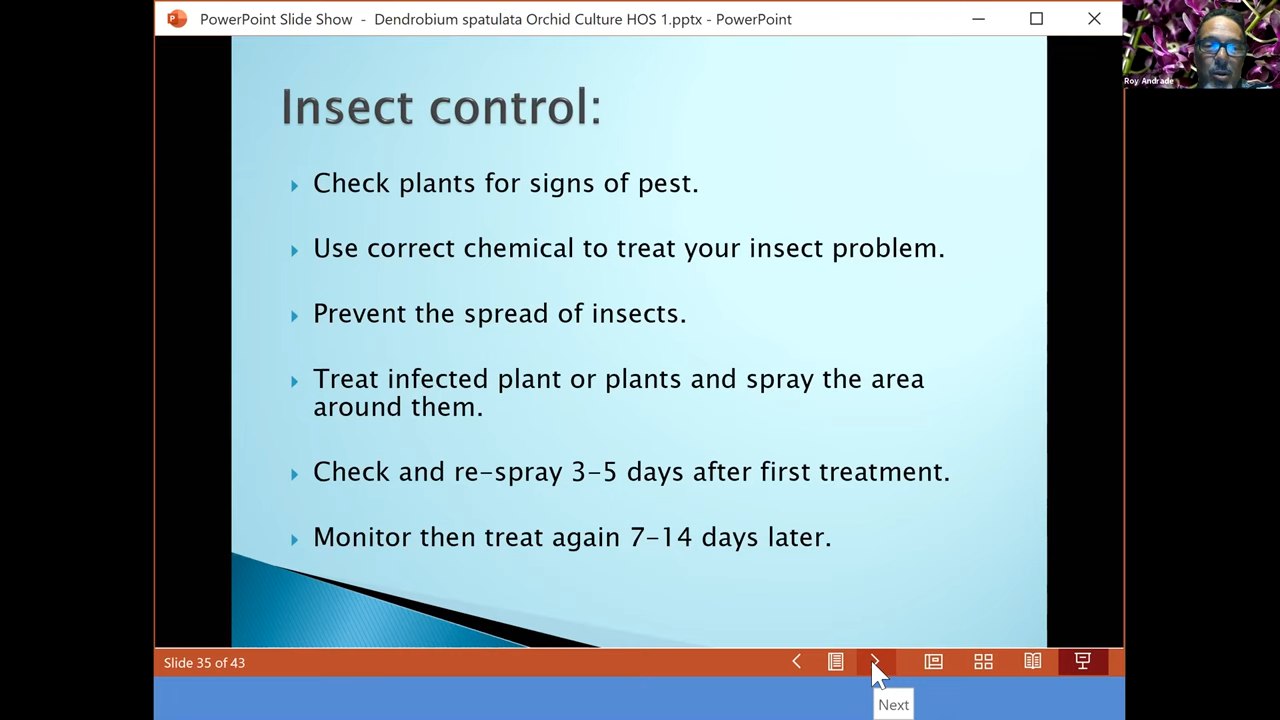 PowerPoint Slide Show - Dendrobium spatulata Orchid Culture HOS 1.pptx - PowerPoint
Roy Andrade
Insect control:
Check plants for signs of pest.
Use correct chemical to treat your insect problem.
Prevent the spread of insects.
Treat infected plant or plants and spray the area
around them.
Check and re-spray 3-5 days after first treatment.
Monitor then treat again 7-14 days later.
Slide 35 of 43
Next